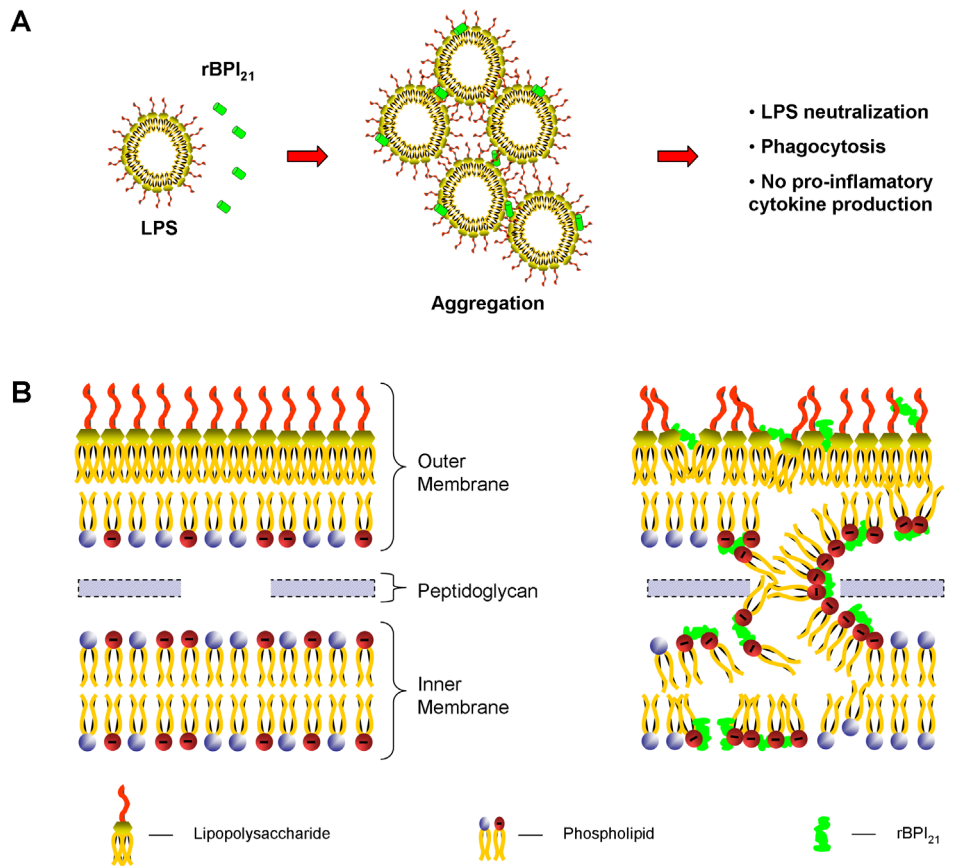 A
rBPI21
LPS
Aggregation
• LPS neutralization
• Phagocytosis
• No pro-inflamatory
cytokine production
B
Outer
Membrane
Peptidoglycan
Inner
Membrane
Lipopolysaccharide
Phospholipid
rBPI21